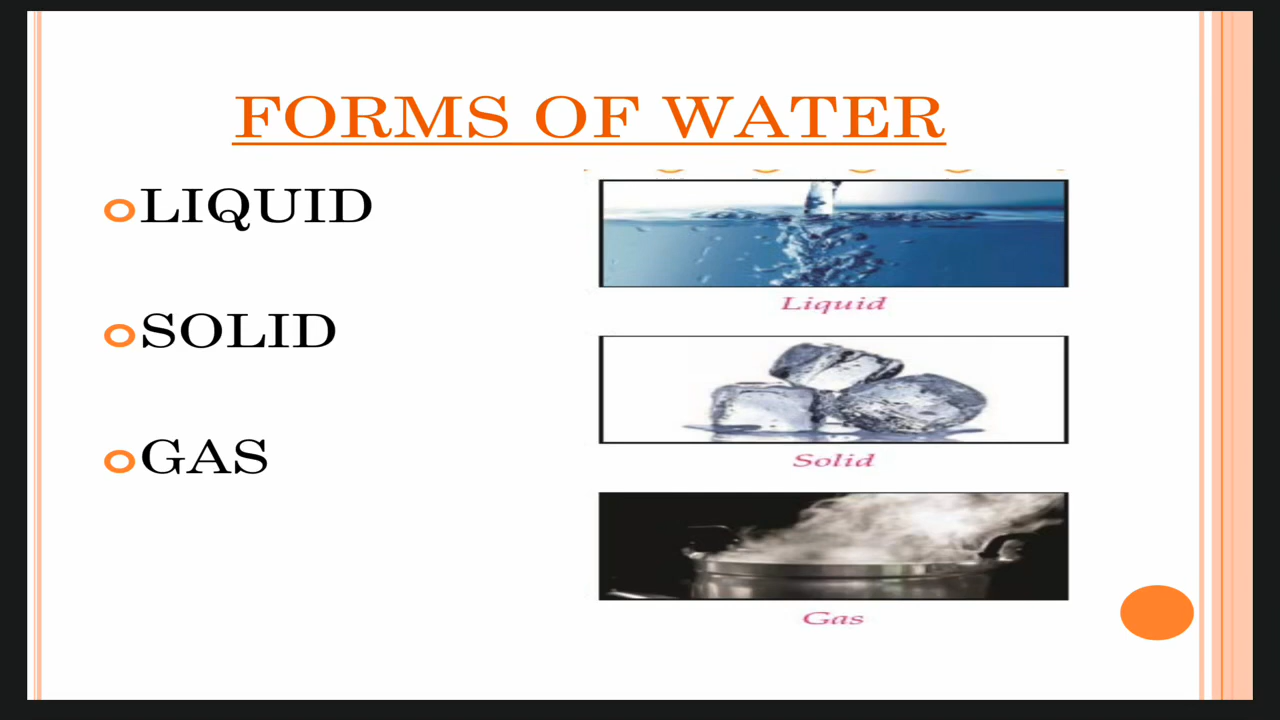 FORMS OF WATER
LIQUID
SOLID
GAS
Liquid
Solid
Gas